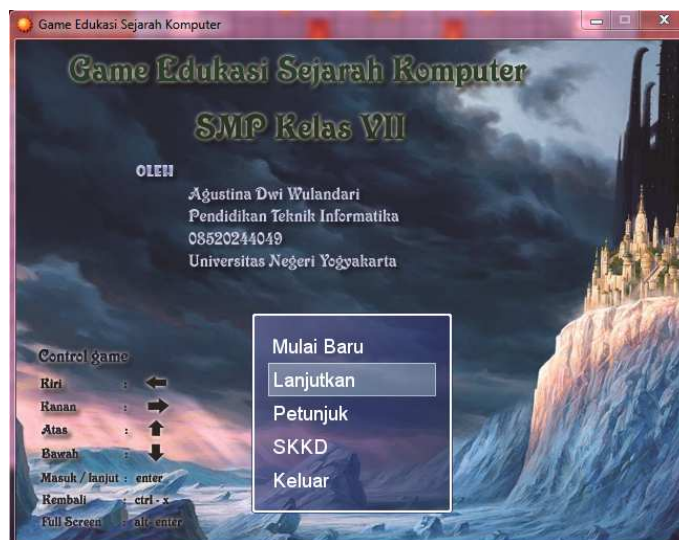 Game Edukasi Sejarah Komputer
Game Edukasi Sejarah Komputer
SMP Kelas VII
OLEH
Agustina Dwi Wulandari
Pendidikan Teknik Informatika
08520244049
Universitas Negeri Yogyakarta
Mulai Baru
Lanjutkan
Petunjuk
SKKD
Keluar
Control game
Kiri :
Kanan :
Atas :
Bawah :
Masuk / lanjut : enter
Kembali : ctrl - x
Full Screen : alt- enter